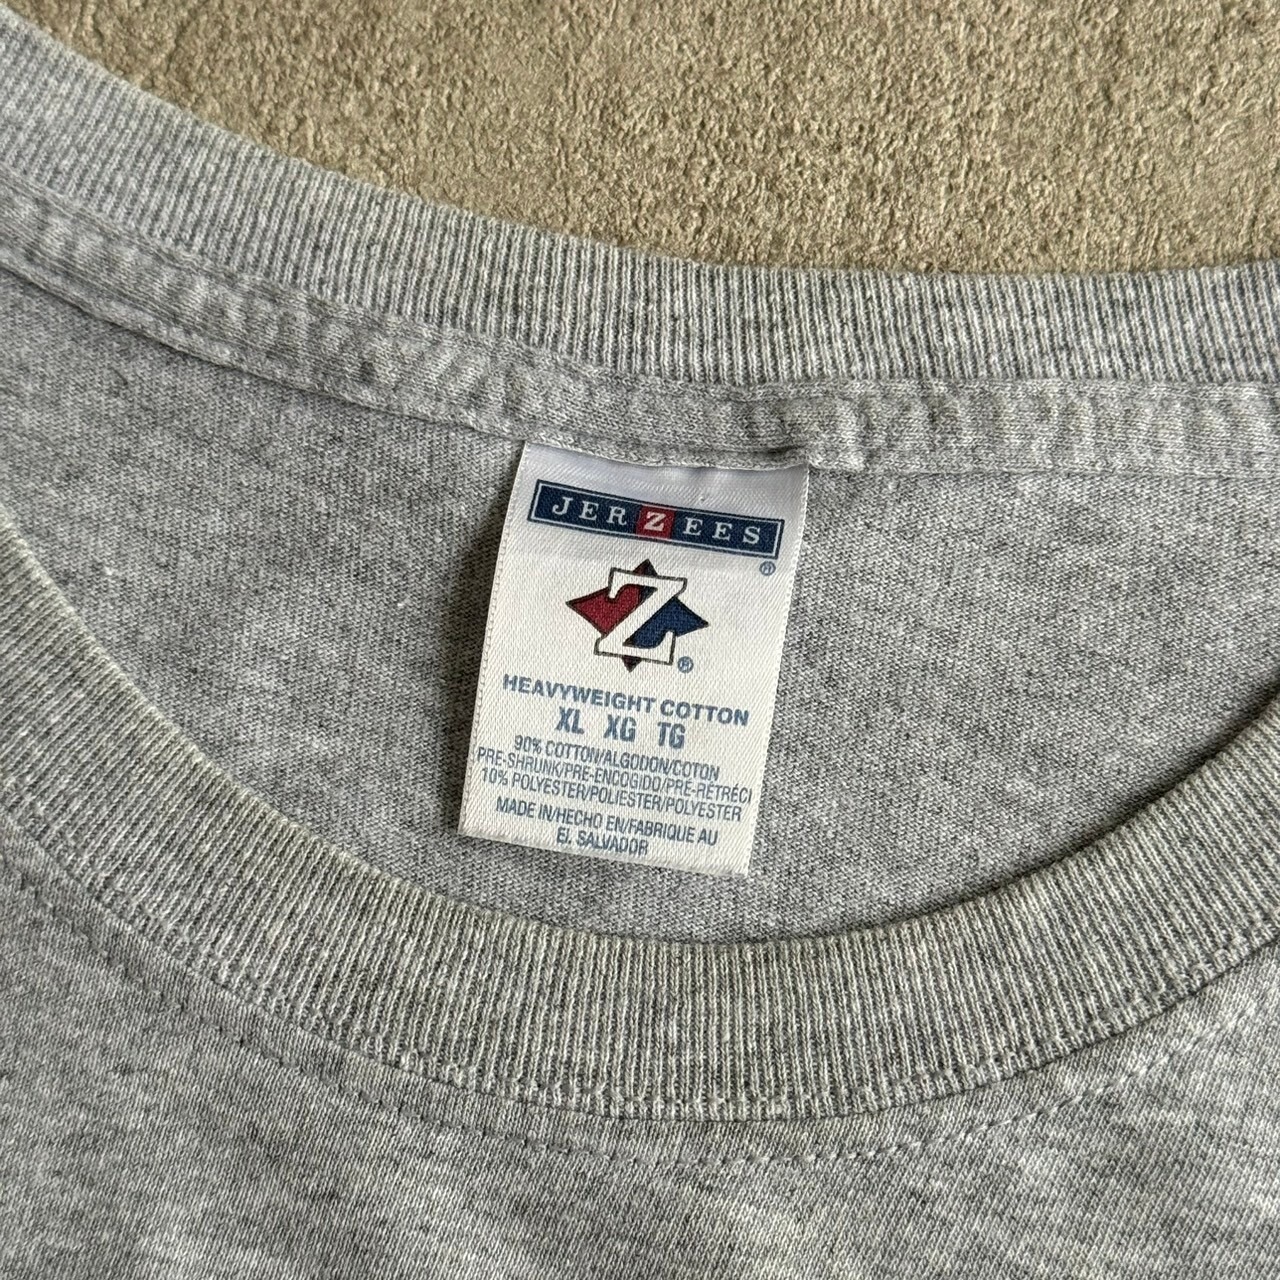 JERZEES
®
Z
®
HEAVYWEIGHT COTTON
XL XG TG
90% COTTON/ALGODON/COTON
PRE-SHRUNK/PRE-ENCOGIDO/PRE-RÉTRÉCI
10% POLYESTER/POLIESTER/POLYESTER
MADE IN/HECHO EN/FABRIQUE AU
EL SALVADOR